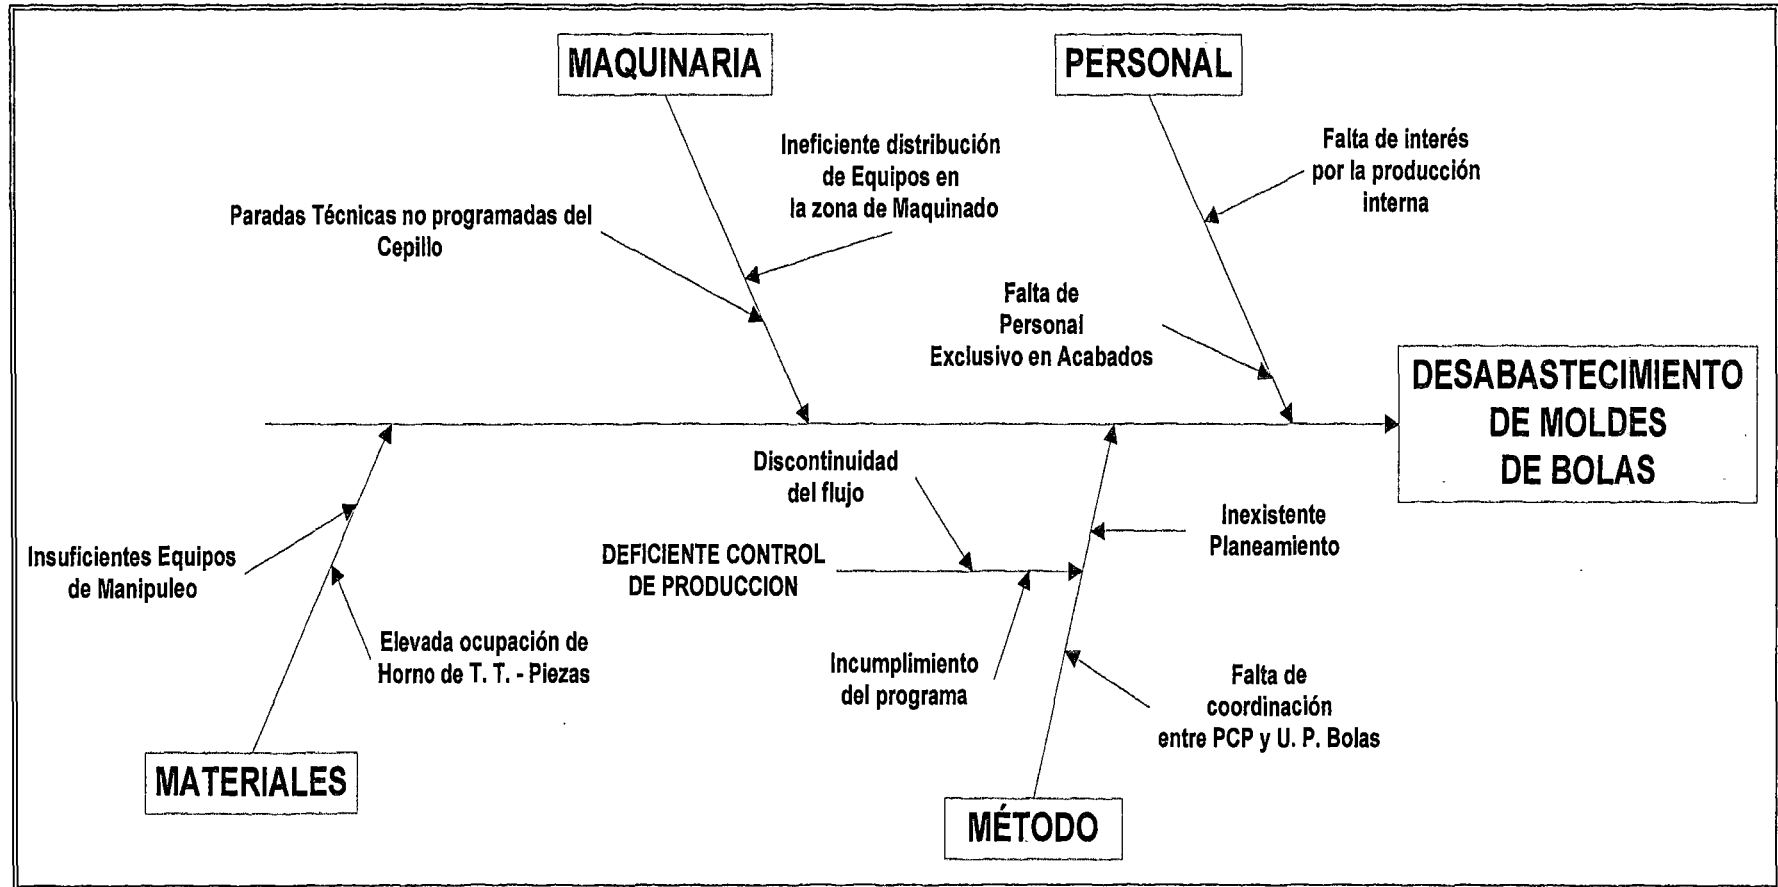 MAQUINARIA
PERSONAL
Ineficiente distribución
de Equipos en
la zona de Maquinado
Falta de interés
por la producción
interna
Paradas Técnicas no programadas del
Cepillo
Falta de
Personal
Exclusivo en Acabados
DESABASTECIMIENTO
DE MOLDES
DE BOLAS
Discontinuidad
del flujo
Inexistente
Planeamiento
Insuficientes Equipos
de Manipuleo
DEFICIENTE CONTROL
DE PRODUCCION
Elevada ocupación de
Horno de T. T. - Piezas
Incumplimiento
del programa
Falta de
coordinación
entre PCP y U. P. Bolas
MATERIALES
MÉTODO